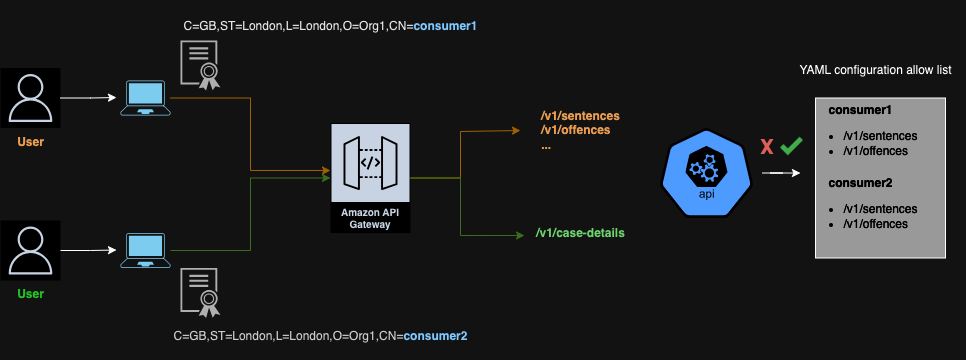 C=GB,ST=London,L=London,O=Org1,CN=consumer1
YAML configuration allow list
User
/v1/sentences
/v1/offences
...
Amazon API
Gateway
X
api
consumer1
• /v1/sentences
• /v1/offences
consumer2
• /v1/sentences
• /v1/offences
/v1/case-details
User
C=GB,ST=London,L=London,O=Org1,CN=consumer2